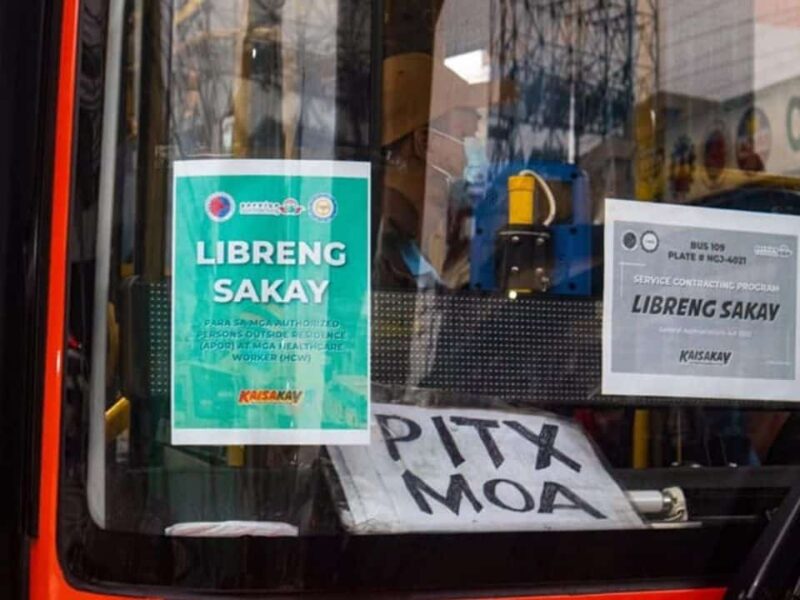 LIBRENG
SAKAY
PARA SA MGA AUTHORIZED
PERSONS OUTSIDE RESIDENCE
(APOR) AT MGA HEALTHCARE
WORKER (HCW)
KAISAKAY
PITX
MOA
BUS 109
PLATE # NGJ-4021
SERVICE CONTRACTING PROGRAM
LIBRENG SAKAY
KAISAKAY